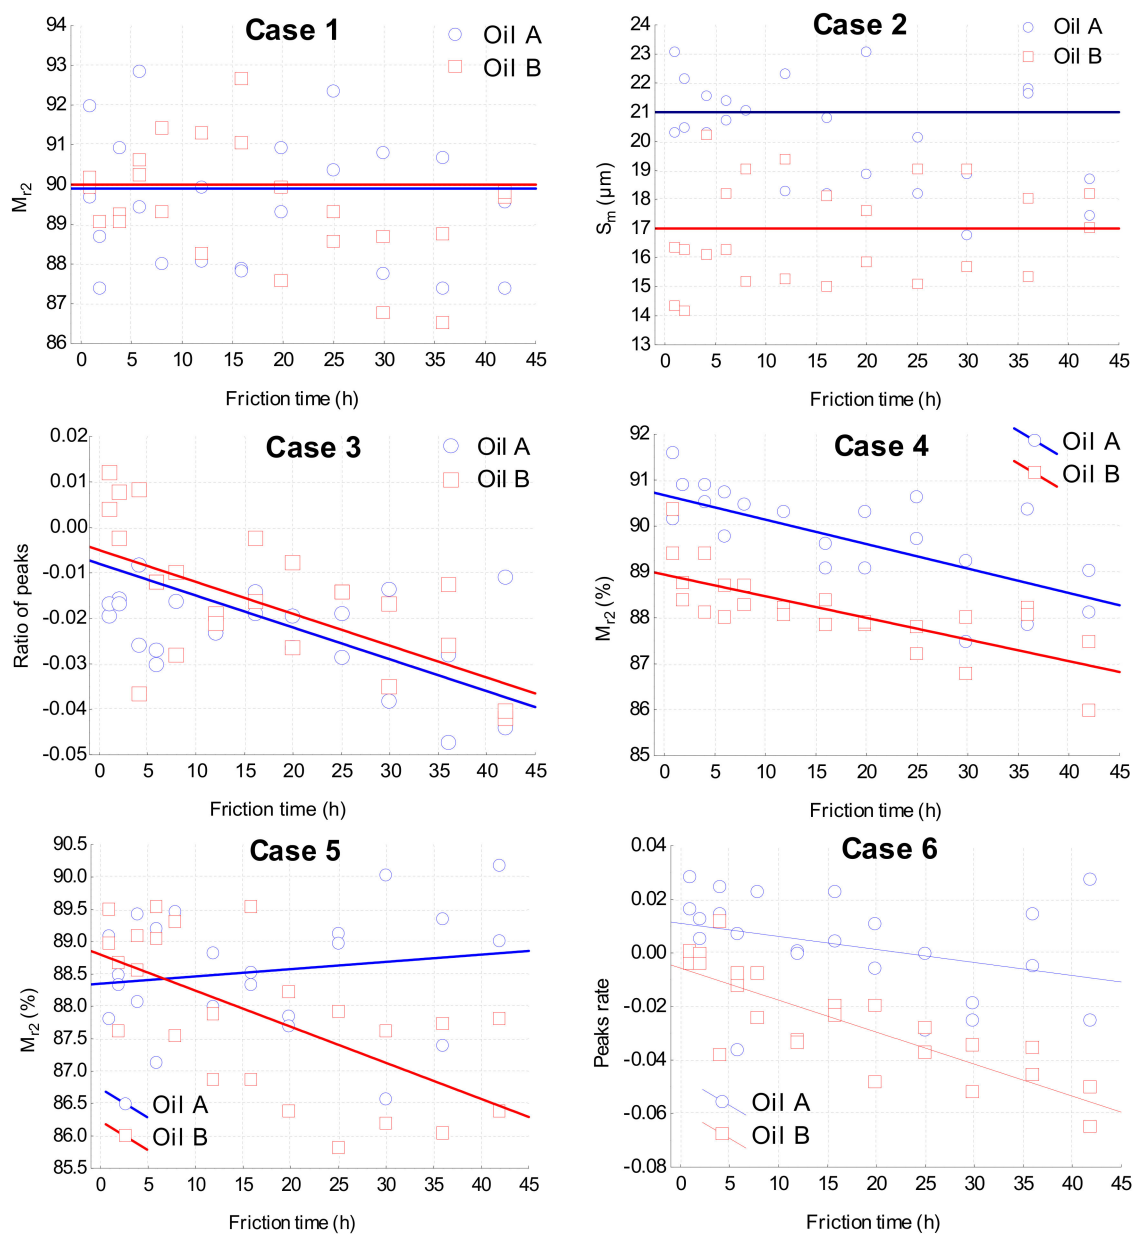 Case 1
Oil A
Oil B
94
93
92
91
90
89
88
87
86
Mr2
0 5 10 15 20 25 30 35 40 45
Friction time (h)
Case 2
Oil A
Oil B
24
23
22
21
20
19
18
17
16
15
14
13
Sm (µm)
0 5 10 15 20 25 30 35 40 45
Friction time (h)
Case 3
Oil A
Oil B
0.02
0.01
0.00
-0.01
-0.02
-0.03
-0.04
-0.05
Ratio of peaks
0 5 10 15 20 25 30 35 40 45
Friction time (h)
Case 4
Oil A
Oil B
92
91
90
89
88
87
86
85
Mr2 (%)
0 5 10 15 20 25 30 35 40 45
Friction time (h)
Case 5
90.5
90.0
89.5
89.0
88.5
88.0
87.5
87.0
86.5
86.0
85.5
Mr2 (%)
Oil A
Oil B
0 5 10 15 20 25 30 35 40 45
Friction time (h)
Case 6
0.04
0.02
0.00
-0.02
-0.04
-0.06
-0.08
Peaks rate
Oil A
Oil B
0 5 10 15 20 25 30 35 40 45
Friction time (h)